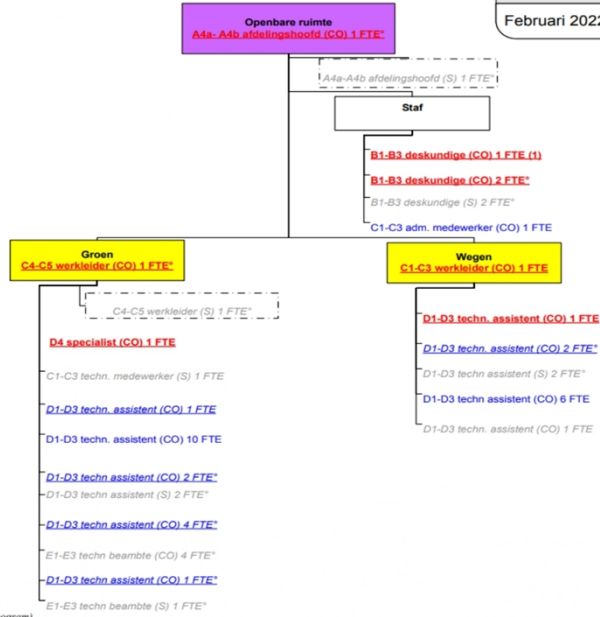 Februari 2022
Openbare ruimte
A4a- A4b afdelingshoofd (CO) 1 FTE°
A4a-A4b afdelingshoofd (S) 1 FTE°
Staf
B1-B3 deskundige (CO) 1 FTE (1)
B1-B3 deskundige (CO) 2 FTE°
B1-B3 deskundige (S) 2 FTE°
C1-C3 adm. medewerker (CO) 1 FTE
Groen
C4-C5 werkleider (CO) 1 FTE°
C4-C5 werkleider (S) 1 FTE°
D4 specialist (CO) 1 FTE
C1-C3 techn. medewerker (S) 1 FTE
D1-D3 techn. assistent (CO) 1 FTE
D1-D3 techn. assistent (CO) 10 FTE
D1-D3 techn assistent (CO) 2 FTE°
D1-D3 techn assistent (S) 2 FTE°
D1-D3 techn assistent (CO) 4 FTE°
E1-E3 techn beambte (CO) 4 FTE°
D1-D3 techn assistent (CO) 1 FTE°
E1-E3 techn beambte (S) 1 FTE°
Wegen
C1-C3 werkleider (CO) 1 FTE
D1-D3 techn. assistent (CO) 1 FTE
D1-D3 techn. assistent (CO) 2 FTE°
D1-D3 techn assistent (S) 2 FTE°
D1-D3 techn assistent (CO) 6 FTE
D1-D3 techn. assistent (CO) 1 FTE